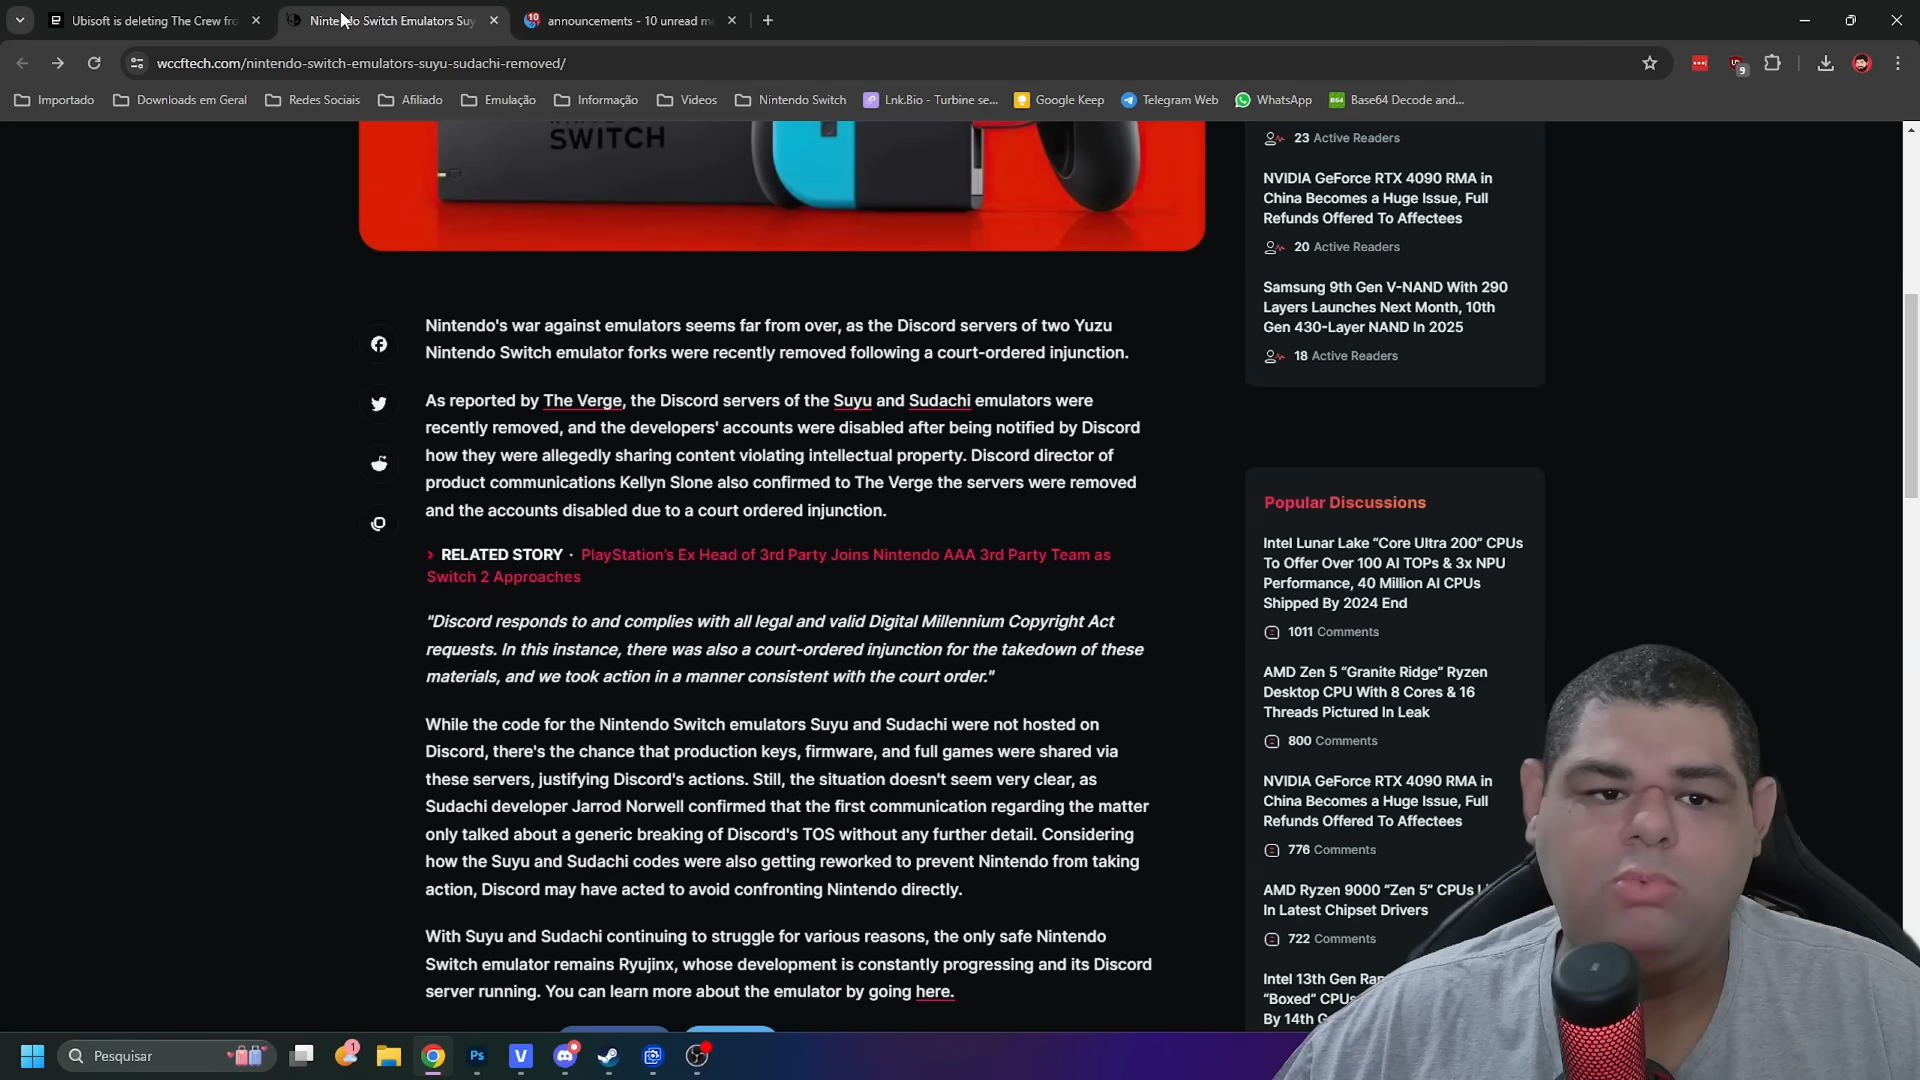 Ubisoft is deleting The Crew fro
Nintendo Switch Emulators Suy
10
announcements - 10 unread me
wccftech.com/nintendo-switch-emulators-suyu-sudachi-removed/
9
Importado
Downloads em Geral
Redes Sociais
Afiliado
Emulação
Informação
Videos
Nintendo Switch
Lnk.Bio - Turbine se...
Google Keep
Telegram Web
WhatsApp
B64
Base64 Decode and...
SWITCH
Nintendo's war against emulators seems far from over, as the Discord servers of two Yuzu
Nintendo Switch emulator forks were recently removed following a court-ordered injunction.
As reported by The Verge, the Discord servers of the Suyu and Sudachi emulators were
recently removed, and the developers' accounts were disabled after being notified by Discord
how they were allegedly sharing content violating intellectual property. Discord director of
product communications Kellyn Slone also confirmed to The Verge the servers were removed
and the accounts disabled due to a court ordered injunction.
› RELATED STORY · PlayStation's Ex Head of 3rd Party Joins Nintendo AAA 3rd Party Team as
Switch 2 Approaches
"Discord responds to and complies with all legal and valid Digital Millennium Copyright Act
requests. In this instance, there was also a court-ordered injunction for the takedown of these
materials, and we took action in a manner consistent with the court order."
While the code for the Nintendo Switch emulators Suyu and Sudachi were not hosted on
Discord, there's the chance that production keys, firmware, and full games were shared via
these servers, justifying Discord's actions. Still, the situation doesn't seem very clear, as
Sudachi developer Jarrod Norwell confirmed that the first communication regarding the matter
only talked about a generic breaking of Discord's TOS without any further detail. Considering
how the Suyu and Sudachi codes were also getting reworked to prevent Nintendo from taking
action, Discord may have acted to avoid confronting Nintendo directly.
With Suyu and Sudachi continuing to struggle for various reasons, the only safe Nintendo
Switch emulator remains Ryujinx, whose development is constantly progressing and its Discord
server running. You can learn more about the emulator by going here.
23 Active Readers
NVIDIA GeForce RTX 4090 RMA in
China Becomes a Huge Issue, Full
Refunds Offered To Affectees
20 Active Readers
Samsung 9th Gen V-NAND With 290
Layers Launches Next Month, 10th
Gen 430-Layer NAND In 2025
18 Active Readers
Popular Discussions
Intel Lunar Lake “Core Ultra 200” CPUs
To Offer Over 100 AI TOPs & 3x NPU
Performance, 40 Million AI CPUs
Shipped By 2024 End
1011 Comments
AMD Zen 5 “Granite Ridge” Ryzen
Desktop CPU With 8 Cores & 16
Threads Pictured In Leak
800 Comments
NVIDIA GeForce RTX 4090 RMA in
China Becomes a Huge Issue, Full
Refunds Offered To Affectees
776 Comments
AMD Ryzen 9000 “Zen 5” CPUs
In Latest Chipset Drivers
722 Comments
Intel 13th Gen
“Boxed” CPUs
By 14th
Pesquisar
1
Ps
V